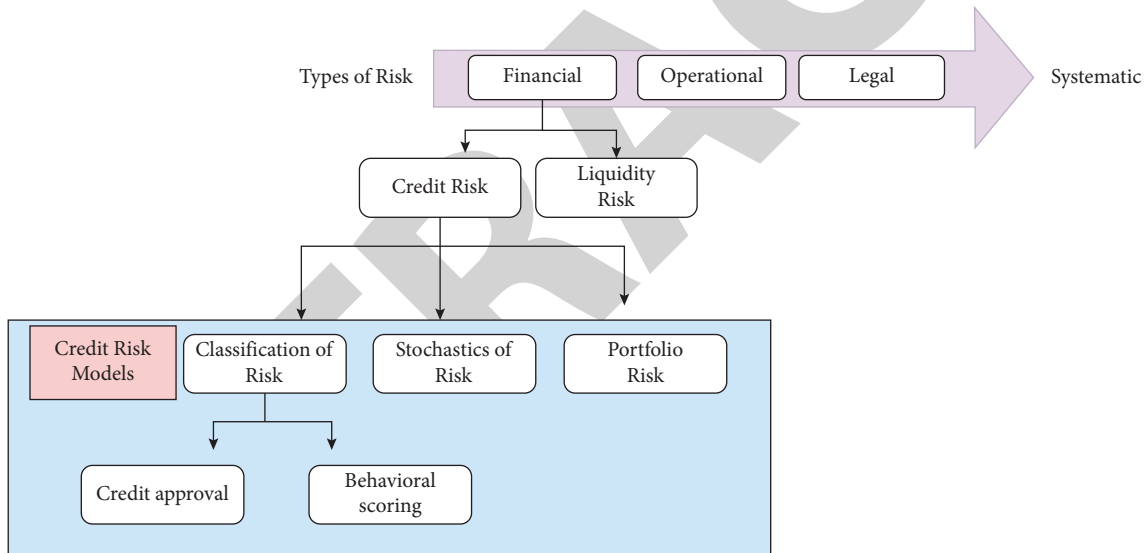 Types of Risk
Financial
Operational
Legal
Systematic
Credit Risk
Liquidity
Risk
Credit Risk
Models
Classification of
Risk
Stochastics of
Risk
Portfolio
Risk
Credit approval
Behavioral
scoring